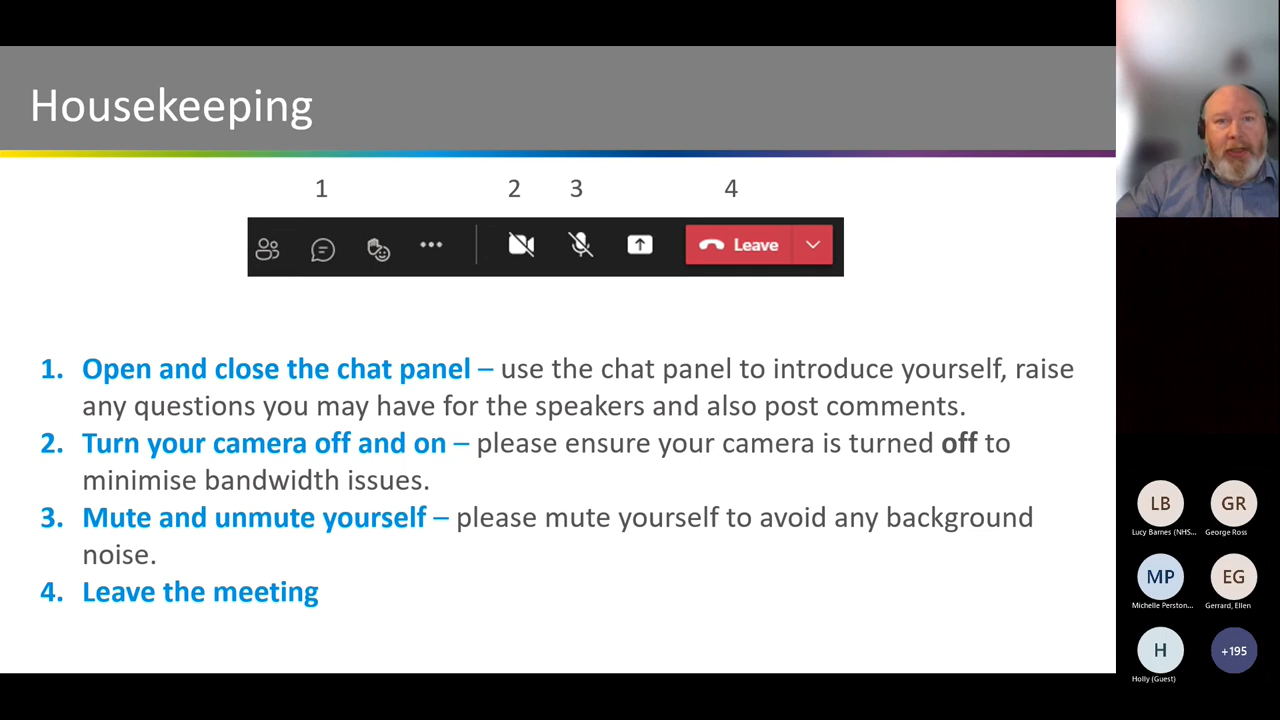 Housekeeping
1 2 3 4
Leave
1. Open and close the chat panel – use the chat panel to introduce yourself, raise
any questions you may have for the speakers and also post comments.
2. Turn your camera off and on – please ensure your camera is turned off to
minimise bandwidth issues.
3. Mute and unmute yourself – please mute yourself to avoid any background
noise.
4. Leave the meeting
LB GR
Lucy Barnes (NHS... George Ross
MP EG
Michelle Perston... Gerrard, Ellen
H +195
Holly (Guest)